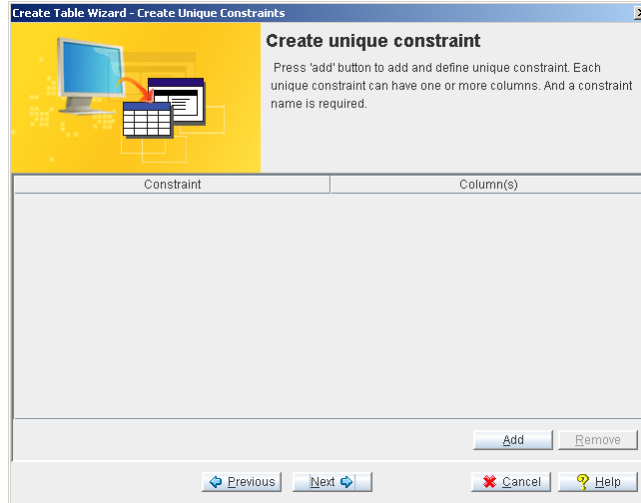 Create Table Wizard - Create Unique Constraints
Create unique constraint
Press 'add' button to add and define unique constraint. Each
unique constraint can have one or more columns. And a constraint
name is required.
Constraint Column(s)
Add Remove
Previous Next Cancel Help